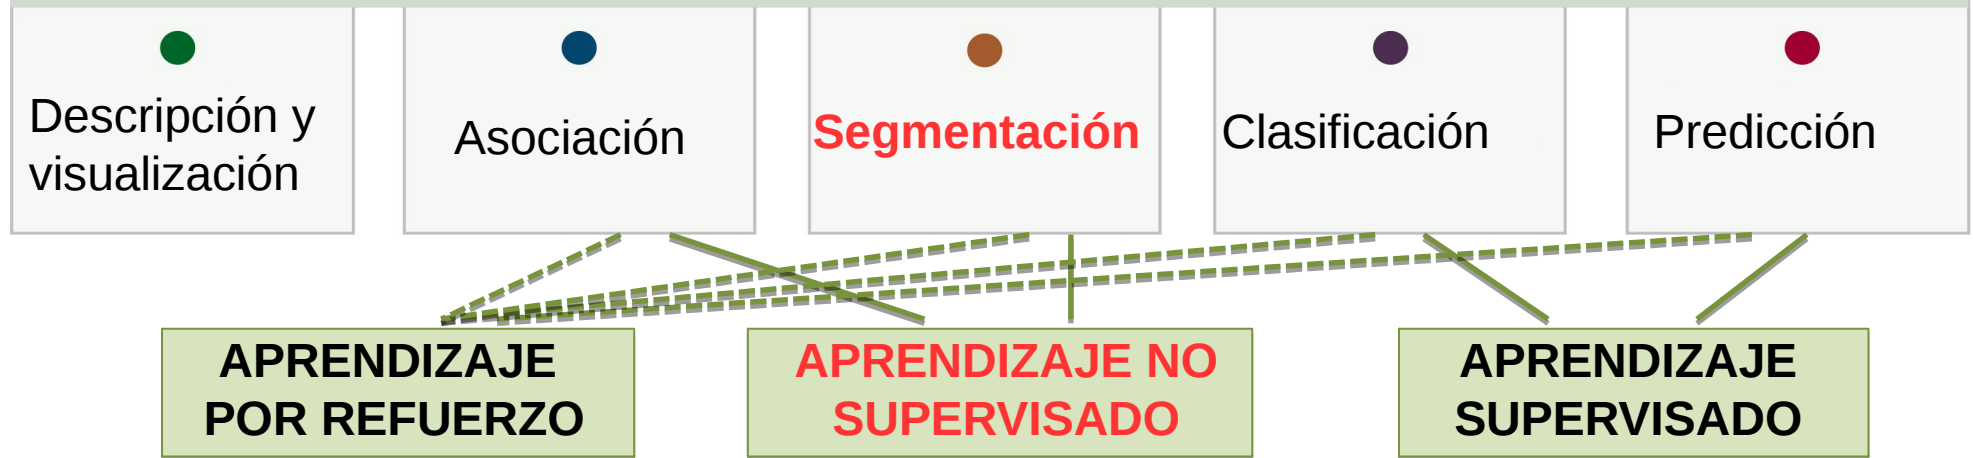 Descripción y
visualización
Asociación
Segmentación
Clasificación
Predicción
APRENDIZAJE
POR REFUERZO
APRENDIZAJE NO
SUPERVISADO
APRENDIZAJE
SUPERVISADO